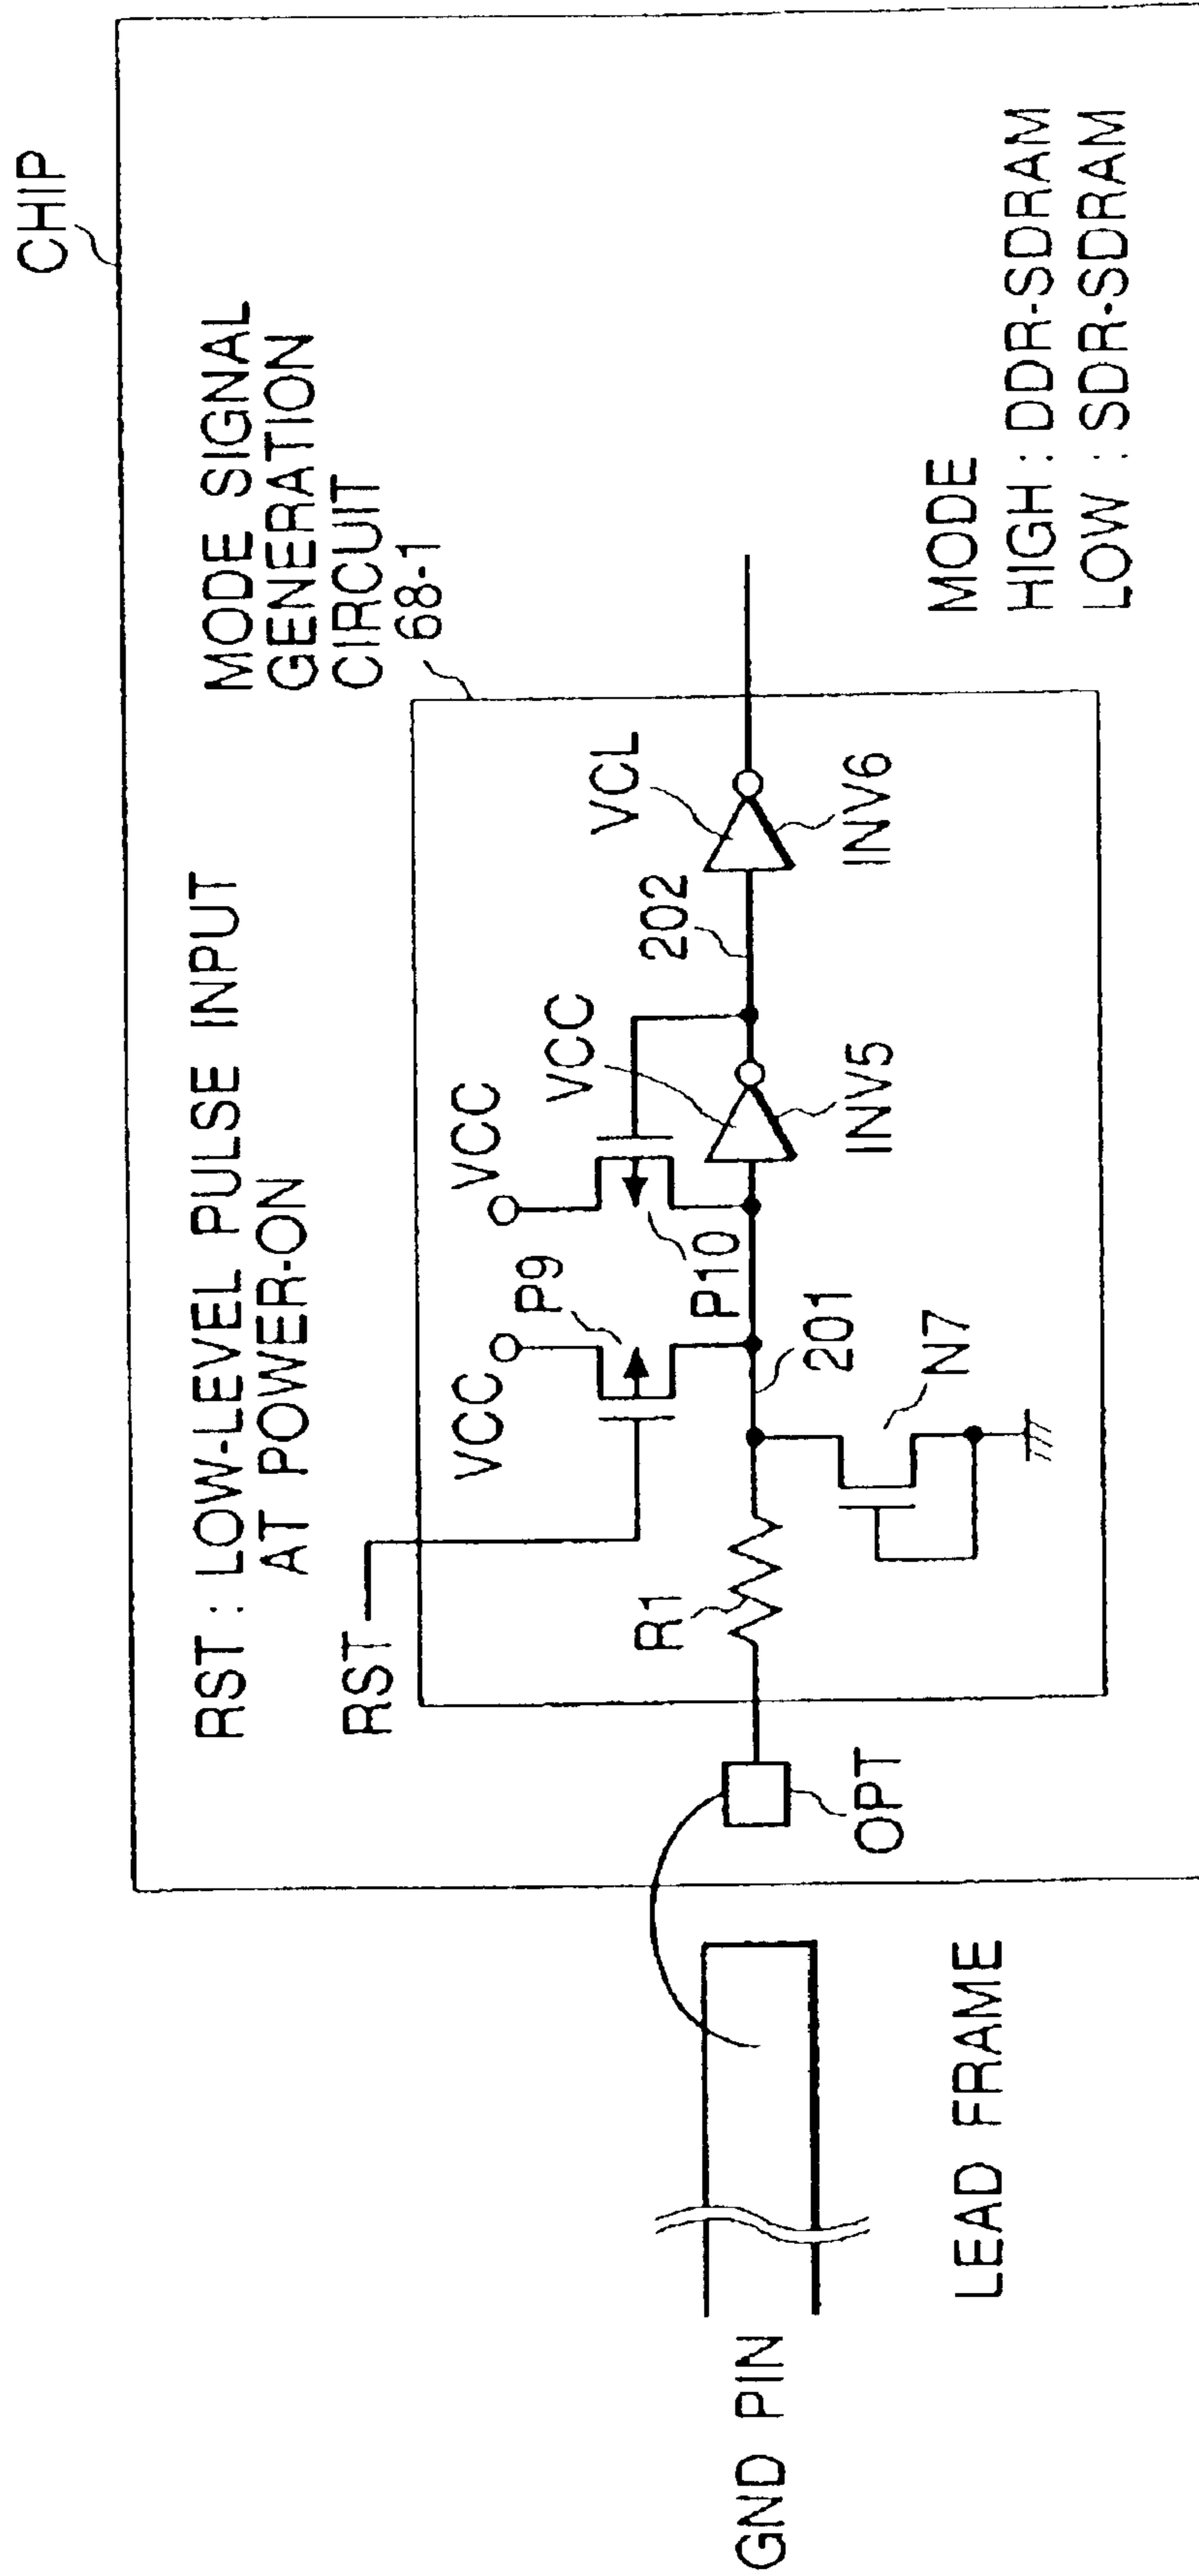 CHIP
RST : LOW-LEVEL PULSE INPUT
AT POWER-ON
MODE SIGNAL
GENERATION
CIRCUIT
68-1
RST
VCC
VCC
VCC
VCL
P9
P10
202
R1
201
INV5
INV6
N7
OPT
GND PIN
LEAD FRAME
MODE
HIGH : DDR-SDRAM
LOW : SDR-SDRAM